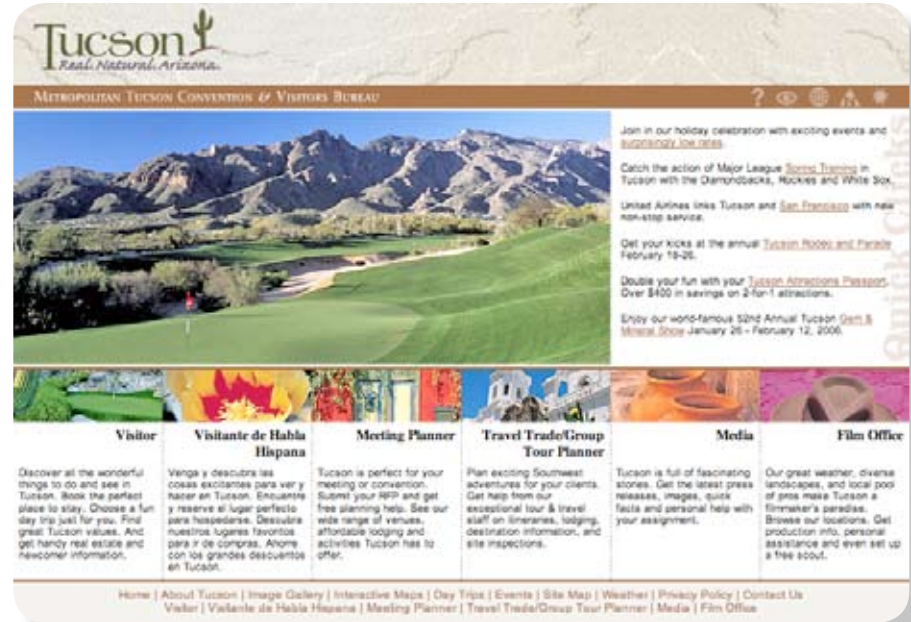 Tucson
Real. Natural. Arizona.
METROPOLITAN TUCSON CONVENTION & VISITORS BUREAU
?
Join in our holiday celebration with exciting events and
surprisingly low rates.
Catch the action of Major League Spring Training in
Tucson with the Diamondbacks, Rockies and White Sox.
United Airlines links Tucson and San Francisco with new
non-stop service.
Get your kicks at the annual Tucson Rodeo and Parade
February 18-26.
Double your fun with your Tucson Attractions Passport.
Over $400 in savings on 2-for-1 attractions.
Enjoy our world-famous 52nd Annual Tucson Gem &
Mineral Show January 26 - February 12, 2006.
Quick Clicks
Visitor
Discover all the wonderful
things to do and see in
Tucson. Book the perfect
place to stay. Choose a fun
day trip just for you. Find
great Tucson values. And
get handy real estate and
newcomer information.
Visitante de Habla
Hispana
Venga y descubra las
cosas excitantes para ver y
hacer en Tucson. Encuentre
y reserve el lugar perfecto
para hospedarse. Descubra
nuestros lugares favoritos
para ir de compras. Ahorre
con los grandes descuentos
en Tucson.
Meeting Planner
Tucson is perfect for your
meeting or convention.
Submit your RFP and get
free planning help. See our
wide range of venues,
affordable lodging and
activities Tucson has to
offer.
Travel Trade/Group
Tour Planner
Plan exciting Southwest
adventures for your clients.
Get help from our
exceptional tour & travel
staff on itineraries, lodging,
destination information, and
site inspections.
Media
Tucson is full of fascinating
stories. Get the latest press
releases, images, quick
facts and personal help with
your assignment.
Film Office
Our great weather, diverse
landscapes, and local pool
of pros make Tucson a
filmmaker's paradise.
Browse our locations. Get
production info, personal
assistance and even set up
a free scout.
Home | About Tucson | Image Gallery | Interactive Maps | Day Trips | Events | Site Map | Weather | Privacy Policy | Contact Us
Visitor | Visitante de Habla Hispana | Meeting Planner | Travel Trade/Group Tour Planner | Media | Film Office